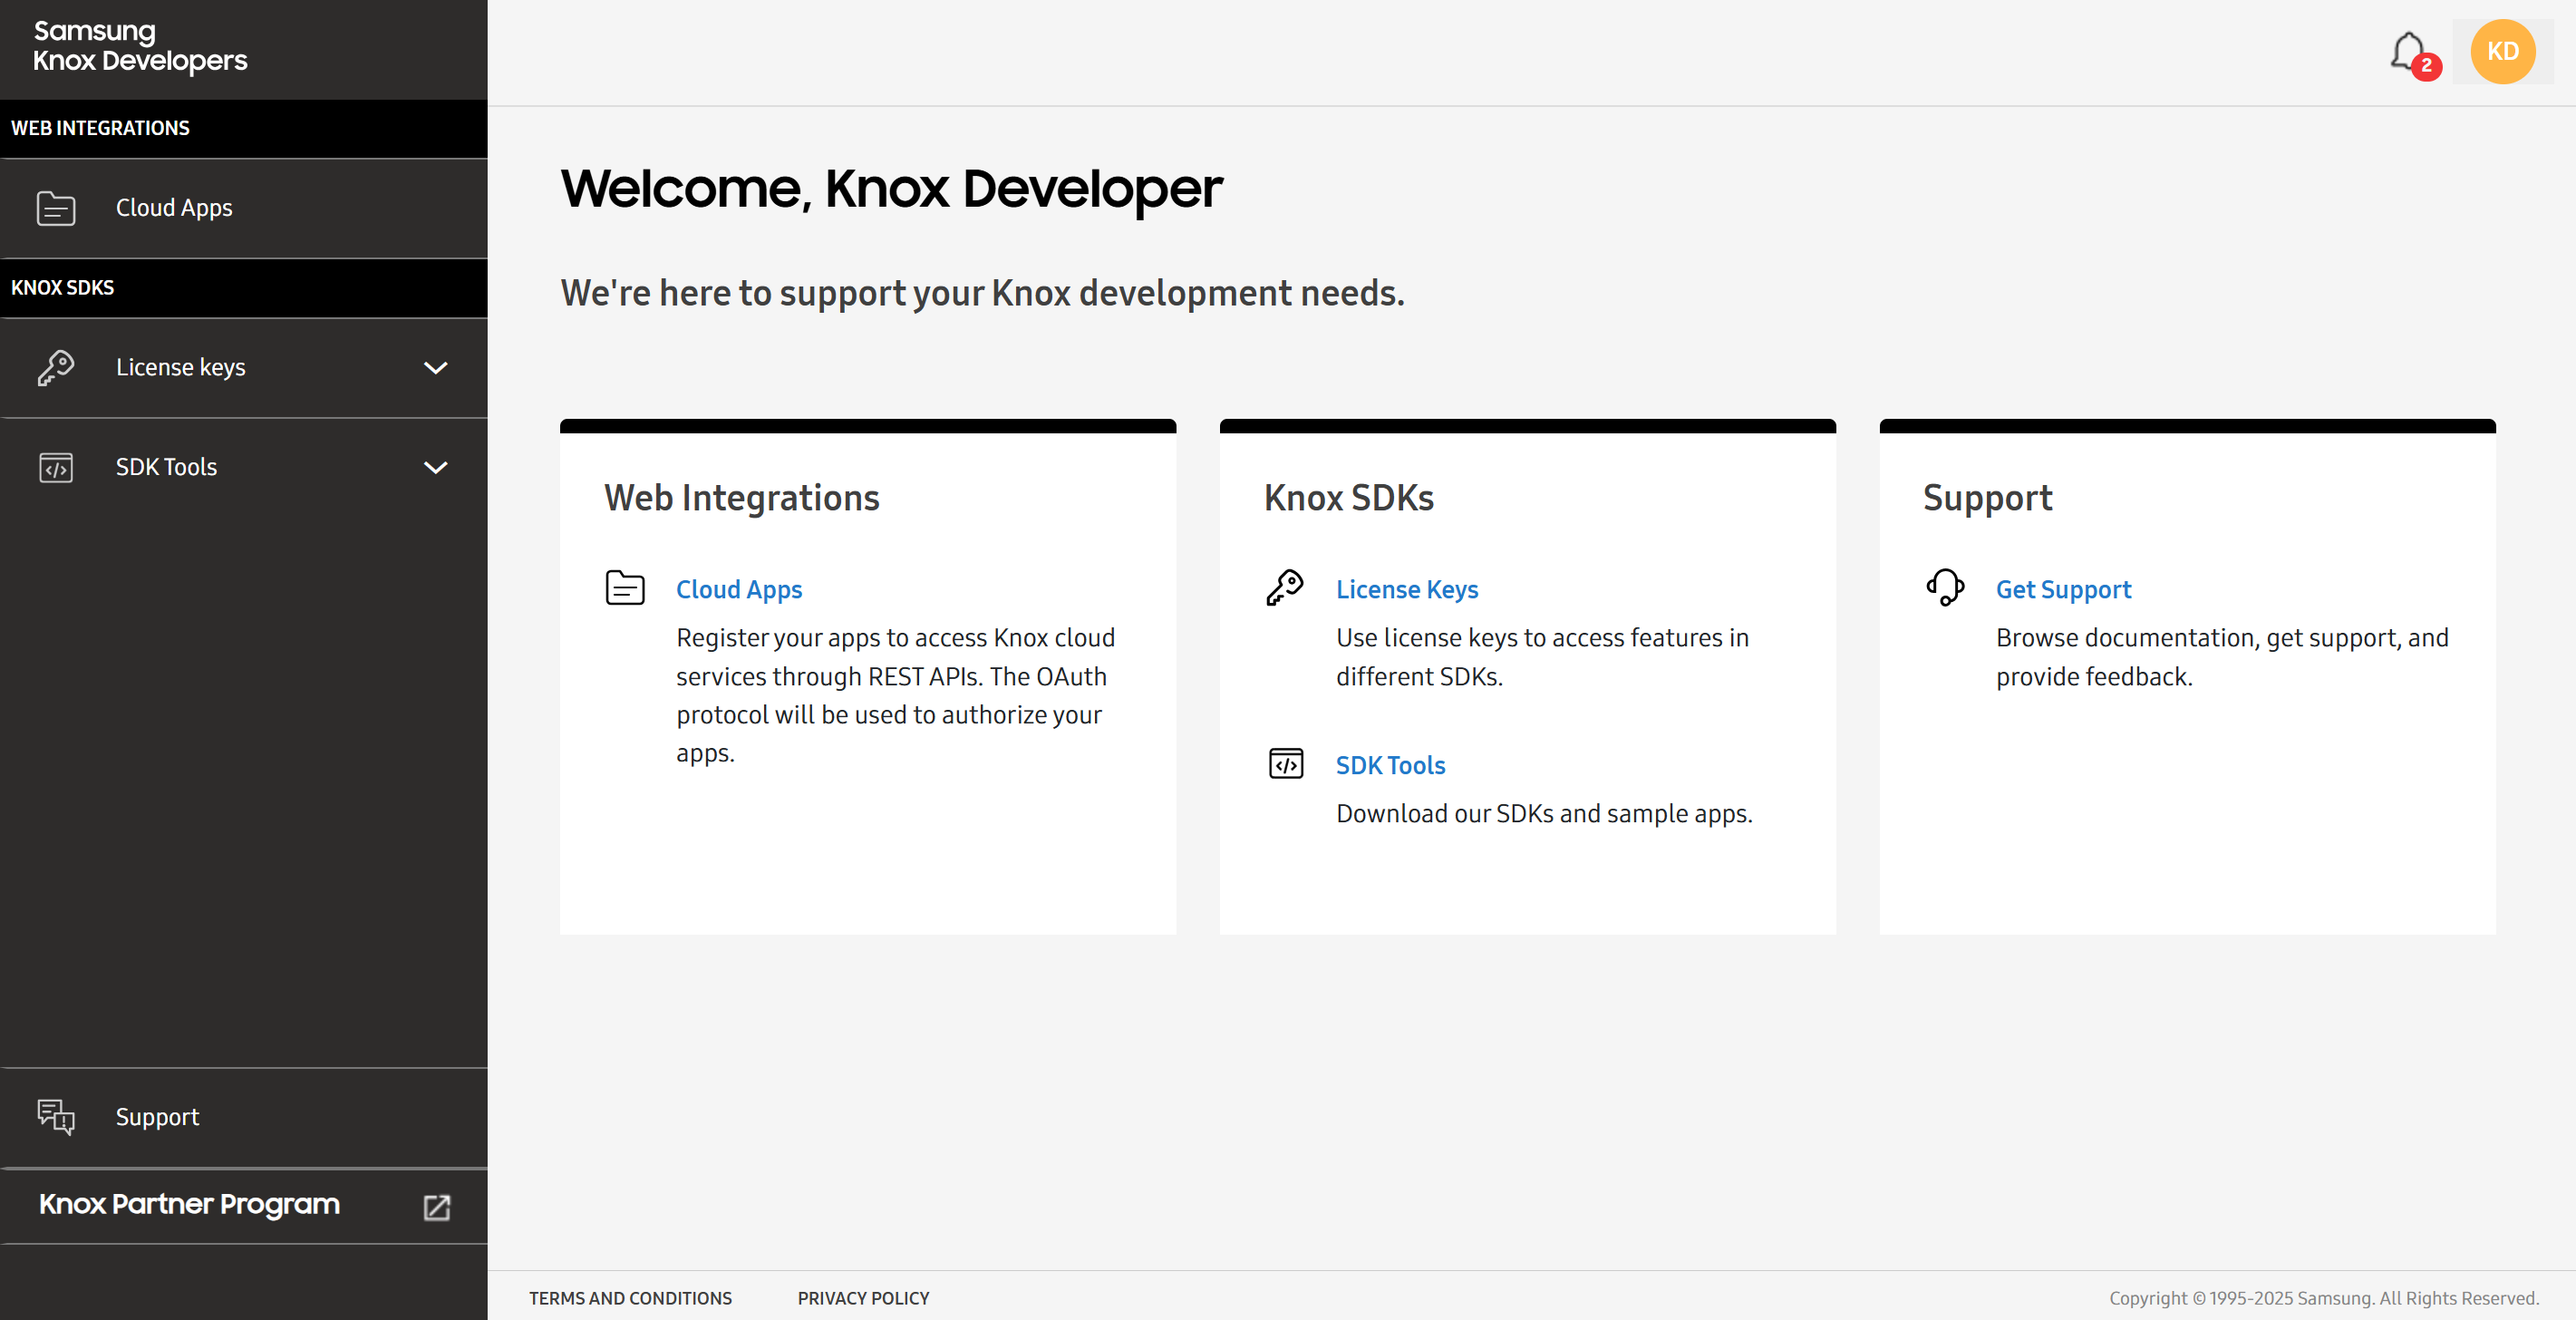 Samsung
Knox Developers
WEB INTEGRATIONS
Cloud Apps
KNOX SDKS
License keys
SDK Tools
Support
Knox Partner Program
2
KD
Welcome, Knox Developer
We're here to support your Knox development needs.
Web Integrations
Cloud Apps
Register your apps to access Knox cloud
services through REST APIs. The OAuth
protocol will be used to authorize your
apps.
Knox SDKs
License Keys
Use license keys to access features in
different SDKs.
SDK Tools
Download our SDKs and sample apps.
Support
Get Support
Browse documentation, get support, and
provide feedback.
TERMS AND CONDITIONS
PRIVACY POLICY
Copyright © 1995-2025 Samsung. All Rights Reserved.